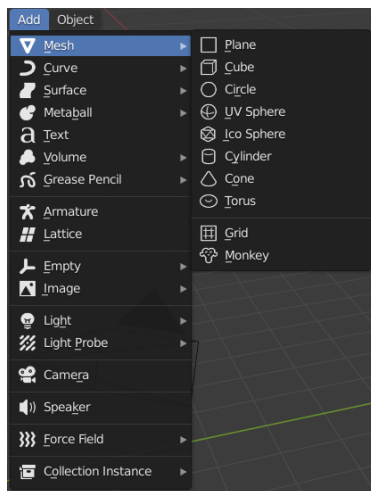 Add Object
Mesh
Curve
Surface
Metaball
Text
Volume
Grease Pencil
Armature
Lattice
Empty
Image
Light
Light Probe
Camera
Speaker
Force Field
Collection Instance
Plane
Cube
Circle
UV Sphere
Ico Sphere
Cylinder
Cone
Torus
Grid
Monkey